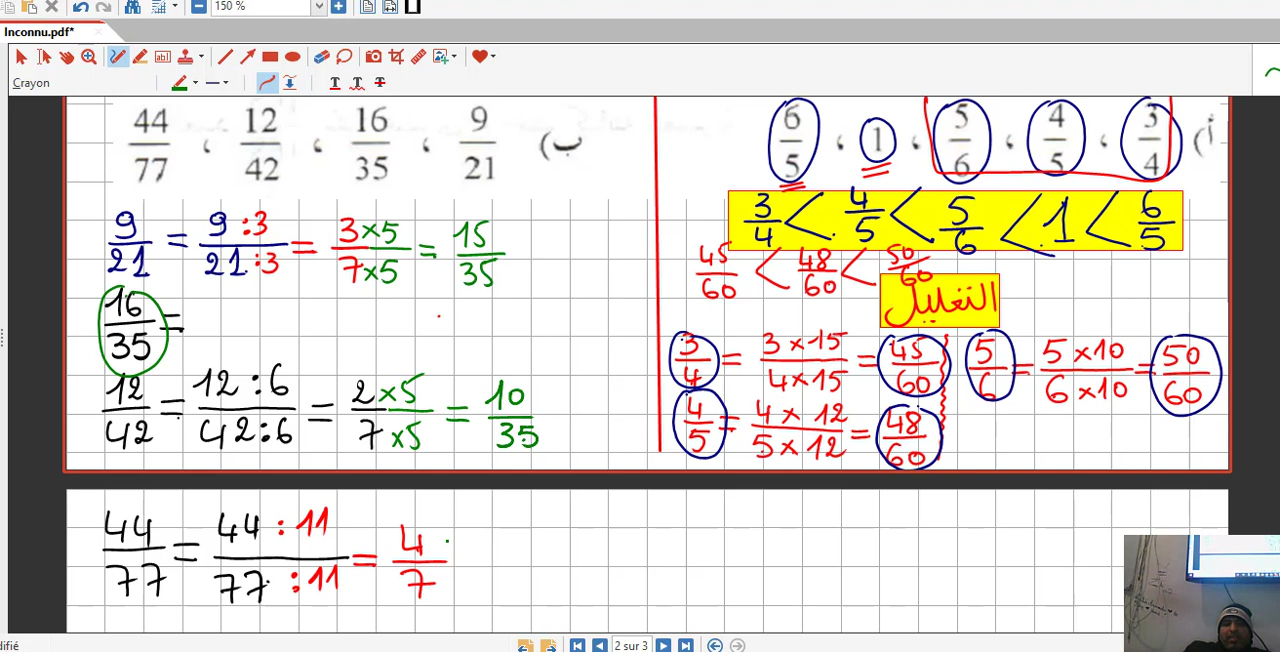 150 %
Inconnu.pdf*
Crayon
أ) 3/4 ، 4/5 ، 5/6 ، 1 ، 6/5
3/4 < 4/5 < 5/6 < 1 < 6/5
45/60 < 48/60 < 50/60
التعليل
3/4 = 3×15/4×15 = 45/60
5/6 = 5×10/6×10 = 50/60
4/5 = 4×12/5×12 = 48/60
ب) 9/21 ، 16/35 ، 12/42 ، 44/77
9/21 = 9:3/21:3 = 3×5/7×5 = 15/35
16/35 =
12/42 = 12:6/42:6 = 2×5/7×5 = 10/35
44/77 = 44:11/77:11 = 4/7
ifié
2 sur 3